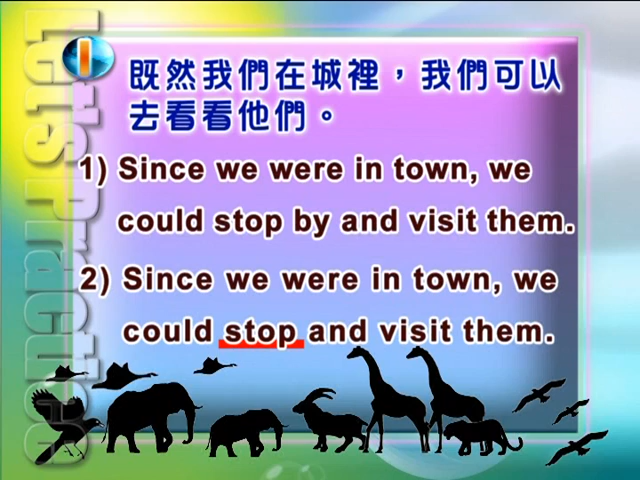 Let's Practice
1
既然我們在城裡，我們可以
去看看他們。
1) Since we were in town, we
could stop by and visit them.
2) Since we were in town, we
could stop and visit them.